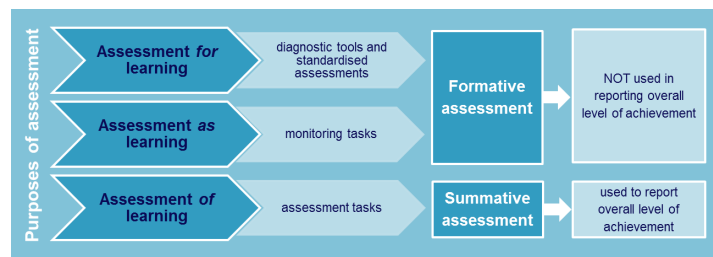 Purposes of assessment
Assessment for
learning
diagnostic tools and
standardised
assessments
Assessment as
learning
monitoring tasks
Formative
assessment
NOT used in
reporting overall
level of achievement
Assessment of
learning
assessment tasks
Summative
assessment
used to report
overall level of
achievement